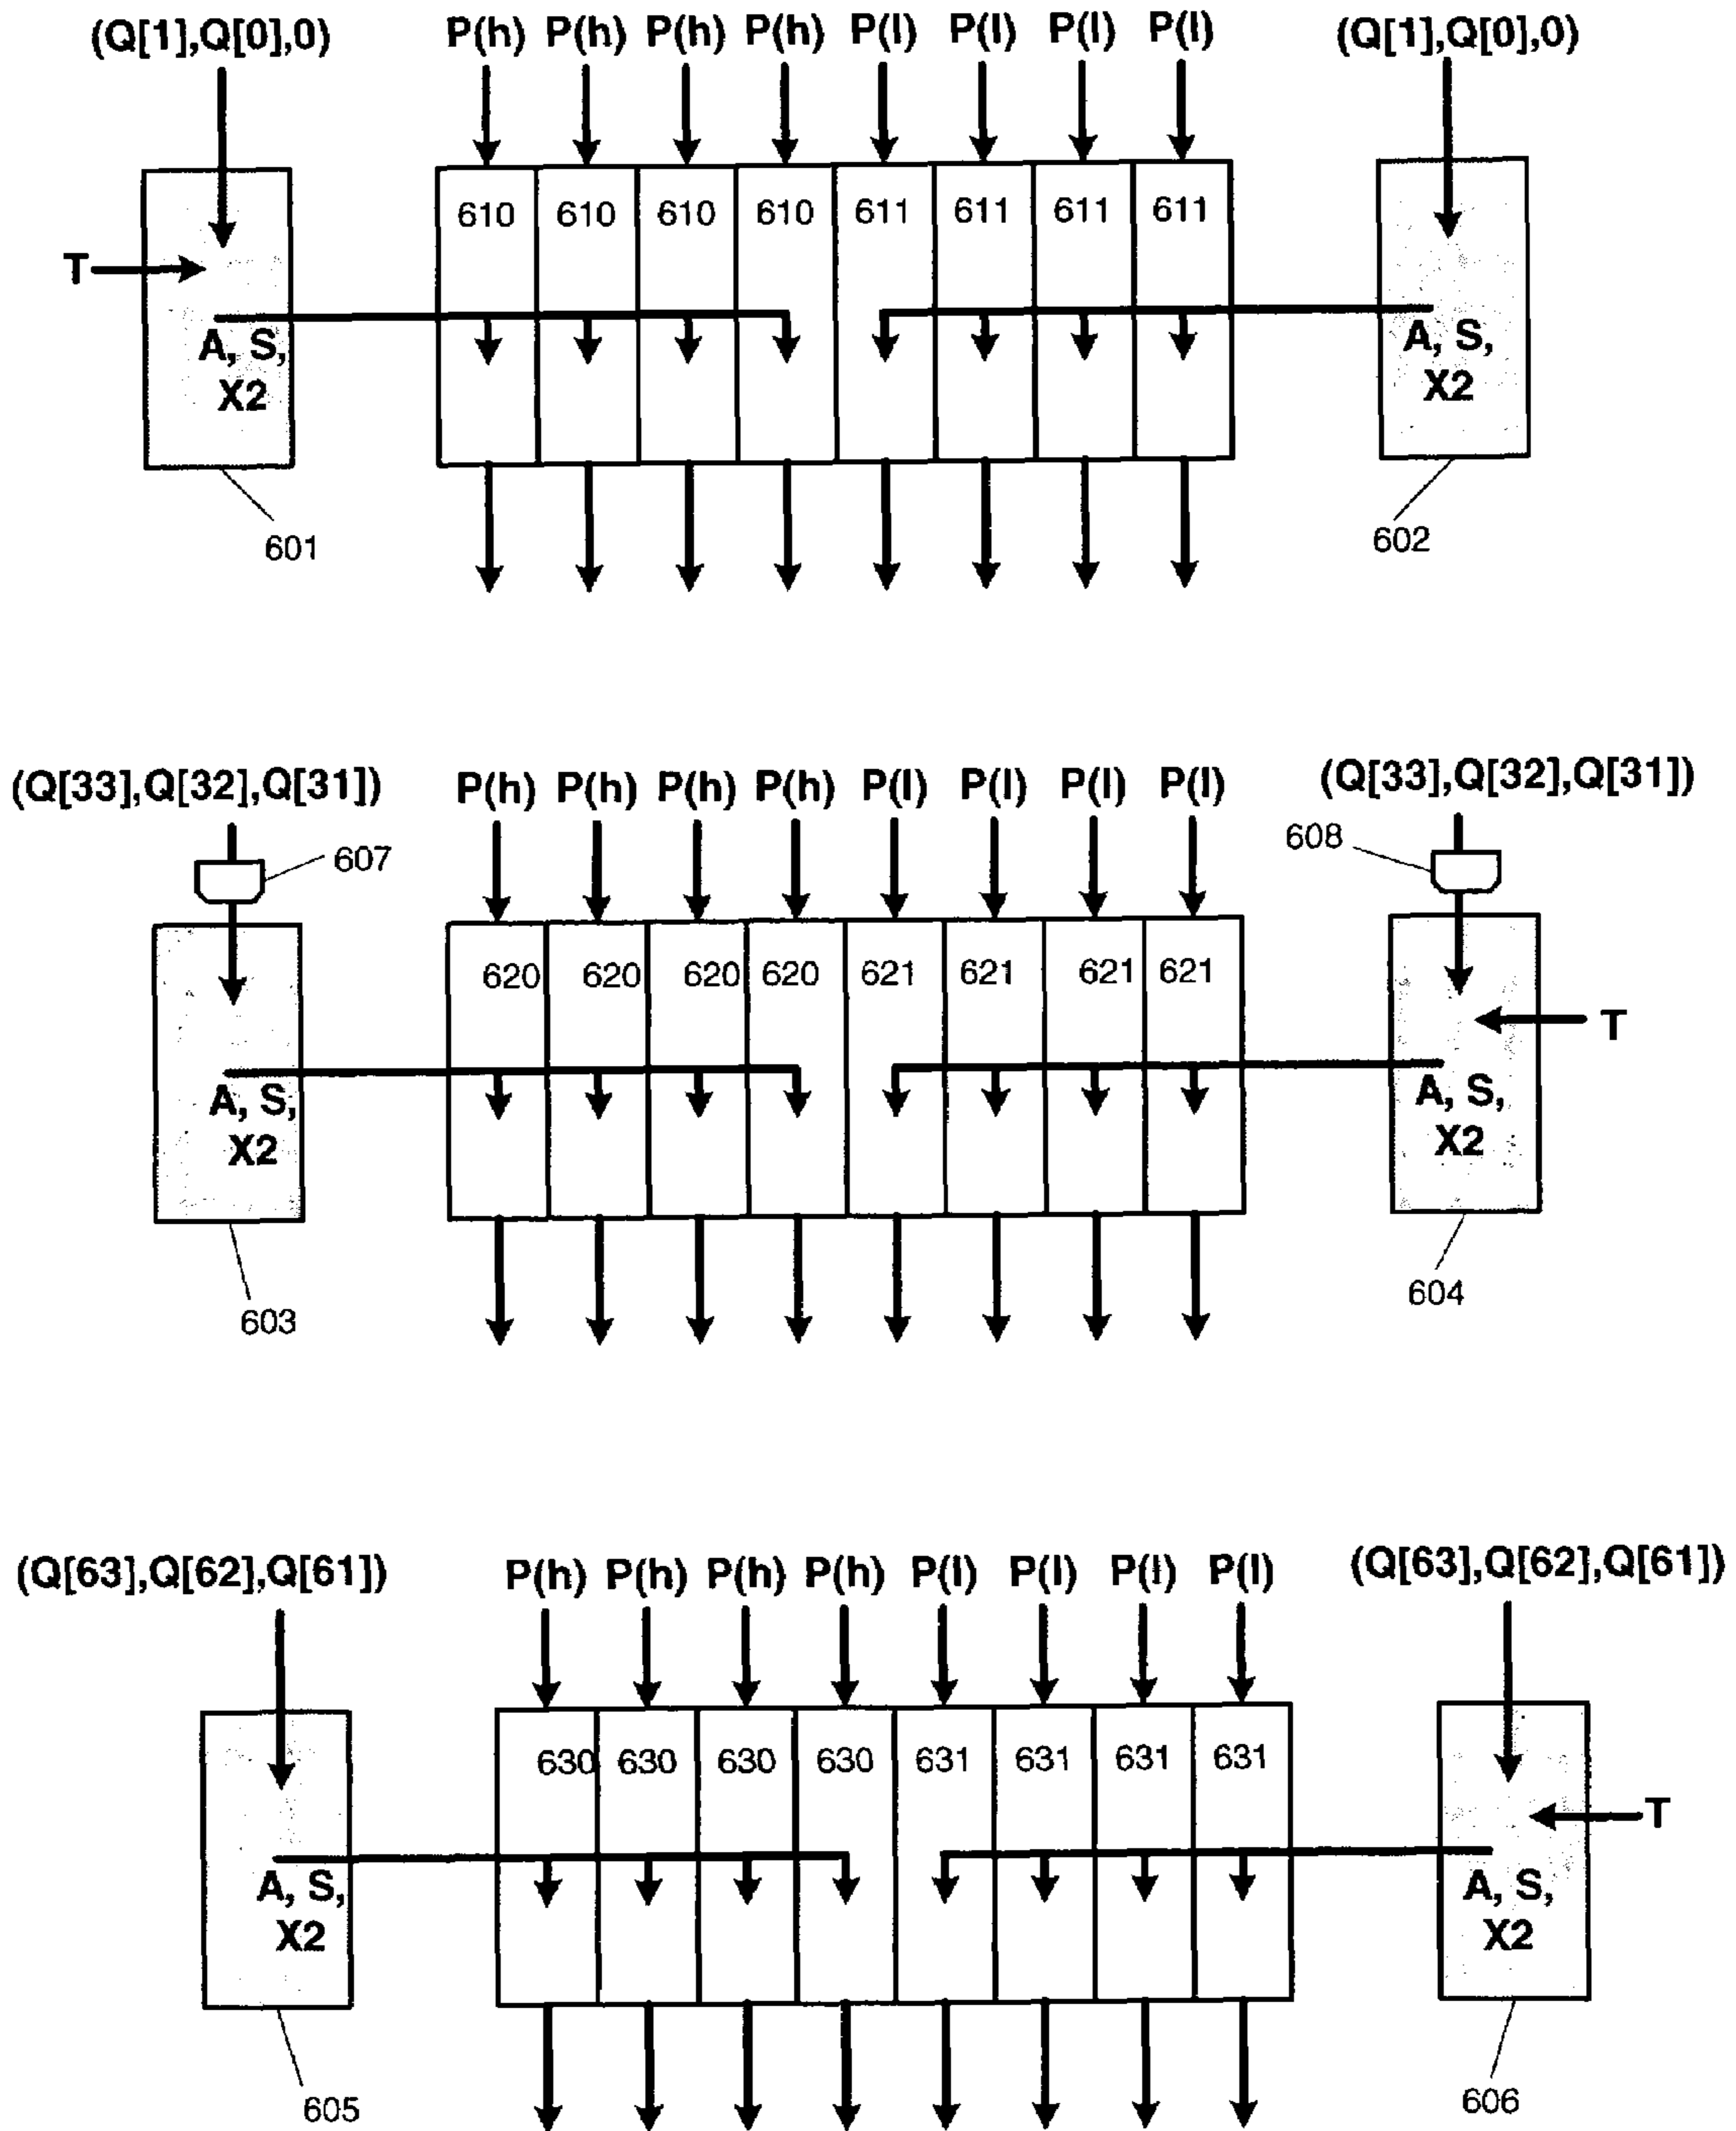 (Q[1],Q[0],0) P(h) P(h) P(h) P(h) P(l) P(l) P(l) P(l) (Q[1],Q[0],0)
610 610 610 610 611 611 611 611
T
A, S, X2
A, S, X2
601
602
(Q[33],Q[32],Q[31]) P(h) P(h) P(h) P(h) P(l) P(l) P(l) P(l) (Q[33],Q[32],Q[31])
607
608
620 620 620 620 621 621 621 621
T
A, S, X2
A, S, X2
603
604
(Q[63],Q[62],Q[61]) P(h) P(h) P(h) P(h) P(l) P(l) P(l) P(l) (Q[63],Q[62],Q[61])
630 630 630 630 631 631 631 631
T
A, S, X2
A, S, X2
605
606